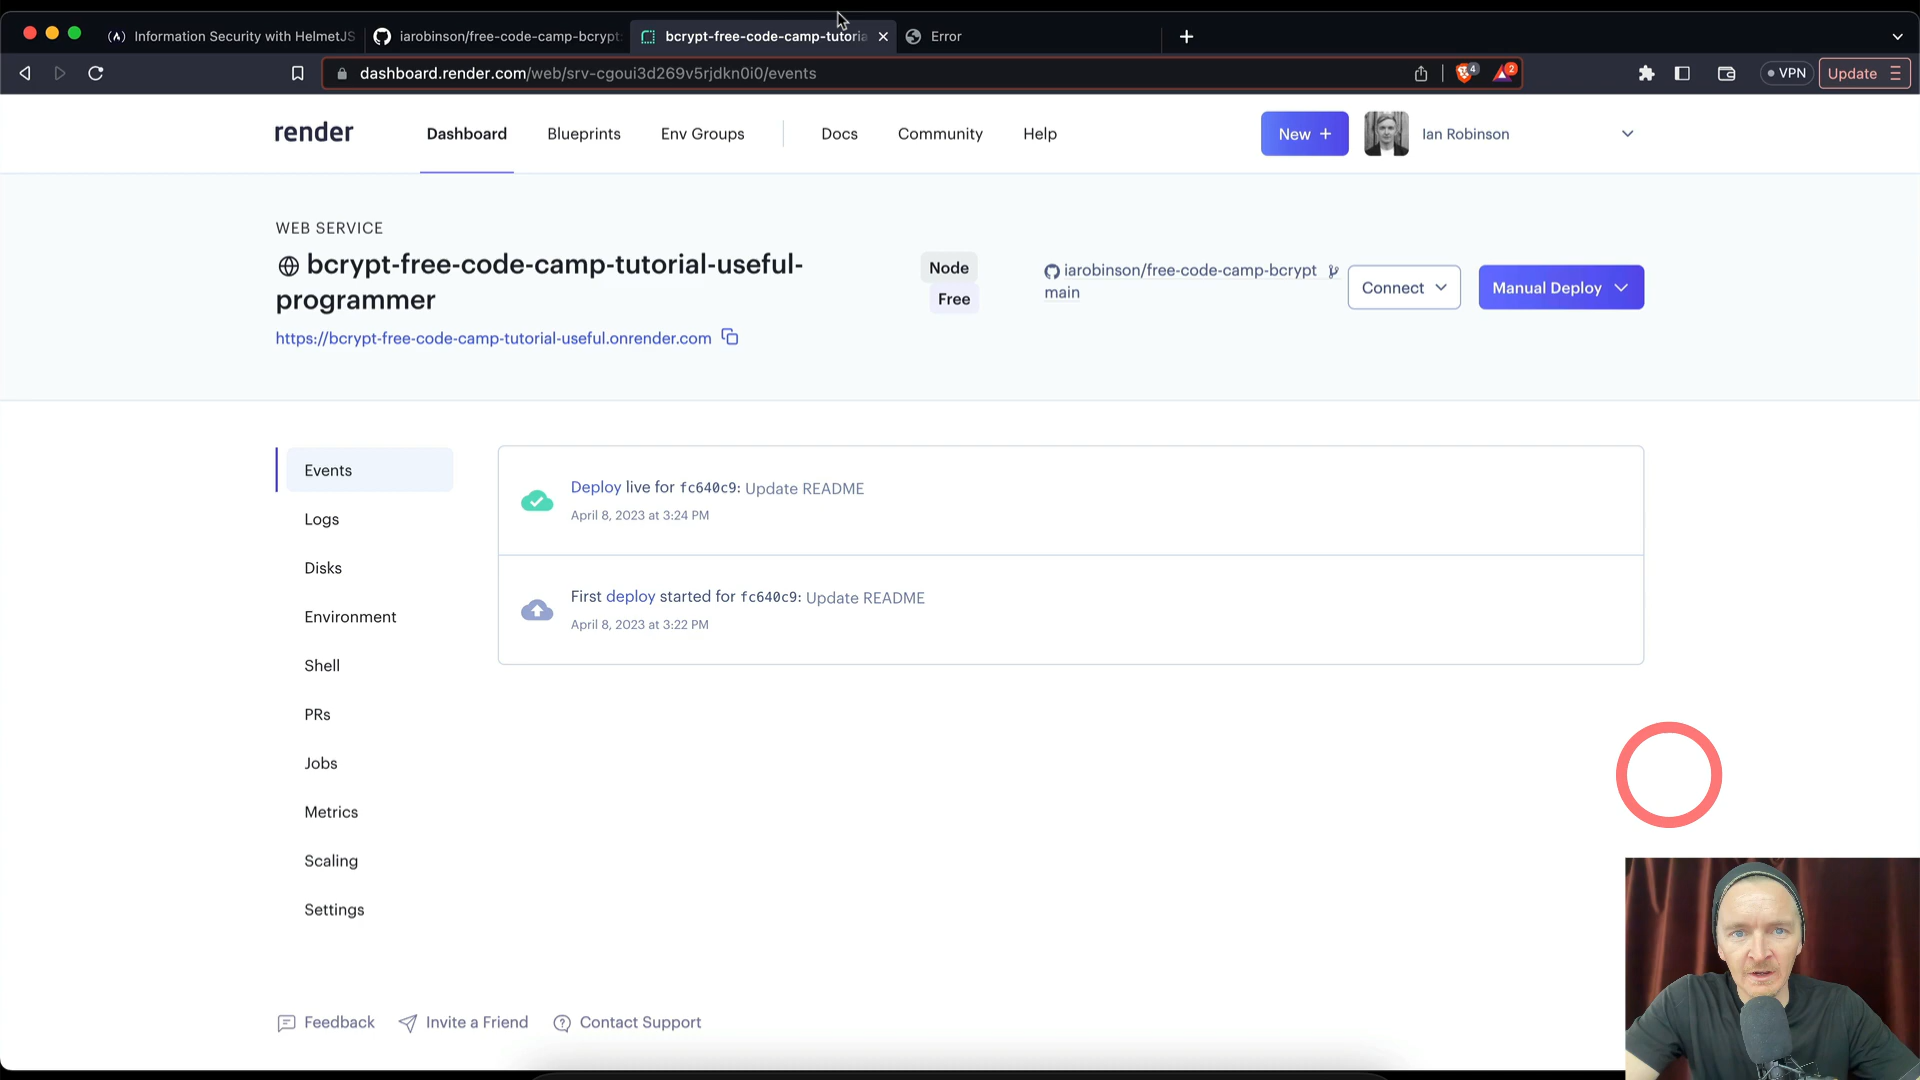 Information Security with HelmetJS
iarobinson/free-code-camp-bcrypt:
bcrypt-free-code-camp-tutoria
Error
dashboard.render.com/web/srv-cgoui3d269v5rjdkn0i0/events
4
2
VPN
Update
render
Dashboard
Blueprints
Env Groups
Docs
Community
Help
New +
Ian Robinson
WEB SERVICE
bcrypt-free-code-camp-tutorial-useful-
programmer
https://bcrypt-free-code-camp-tutorial-useful.onrender.com
Node
Free
iarobinson/free-code-camp-bcrypt
main
Connect
Manual Deploy
Events
Logs
Disks
Environment
Shell
PRs
Jobs
Metrics
Scaling
Settings
Deploy live for fc640c9: Update README
April 8, 2023 at 3:24 PM
First deploy started for fc640c9: Update README
April 8, 2023 at 3:22 PM
Feedback
Invite a Friend
Contact Support